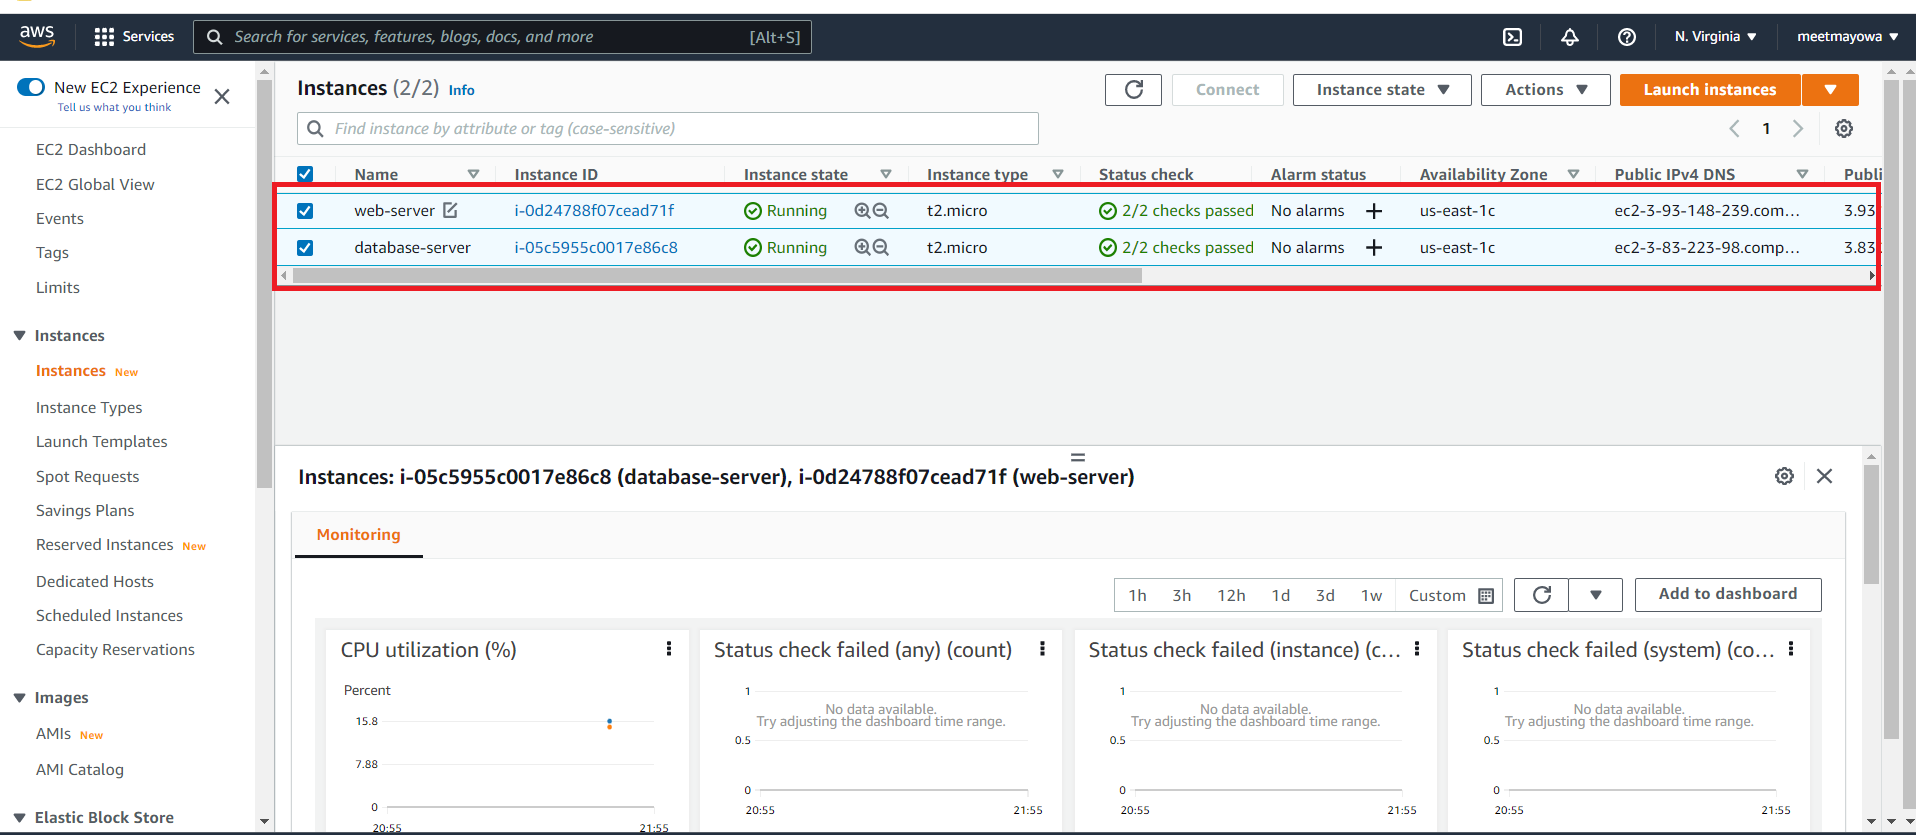 aws Services Search for services, features, blogs, docs, and more [Alt+S] N. Virginia meetmayowa
New EC2 Experience
Tell us what you think
EC2 Dashboard
EC2 Global View
Events
Tags
Limits
Instances
Instances New
Instance Types
Launch Templates
Spot Requests
Savings Plans
Reserved Instances New
Dedicated Hosts
Scheduled Instances
Capacity Reservations
Images
AMIs New
AMI Catalog
Elastic Block Store
Instances (2/2) Info Connect Instance state Actions Launch instances
Find instance by attribute or tag (case-sensitive) 1
Name Instance ID Instance state Instance type Status check Alarm status Availability Zone Public IPv4 DNS Publi
web-server i-0d24788f07cead71f Running t2.micro 2/2 checks passed No alarms + us-east-1c ec2-3-93-148-239.com... 3.93
database-server i-05c5955c0017e86c8 Running t2.micro 2/2 checks passed No alarms + us-east-1c ec2-3-83-223-98.comp... 3.83
Instances: i-05c5955c0017e86c8 (database-server), i-0d24788f07cead71f (web-server)
Monitoring
1h 3h 12h 1d 3d 1w Custom Add to dashboard
CPU utilization (%)
Percent
15.8
7.88
0
20:55 21:55
Status check failed (any) (count)
1
No data available.
Try adjusting the dashboard time range.
0.5
0
20:55 21:55
Status check failed (instance) (c...
1
No data available.
Try adjusting the dashboard time range.
0.5
0
20:55 21:55
Status check failed (system) (co...
1
No data available.
Try adjusting the dashboard time range.
0.5
0
20:55 21:55